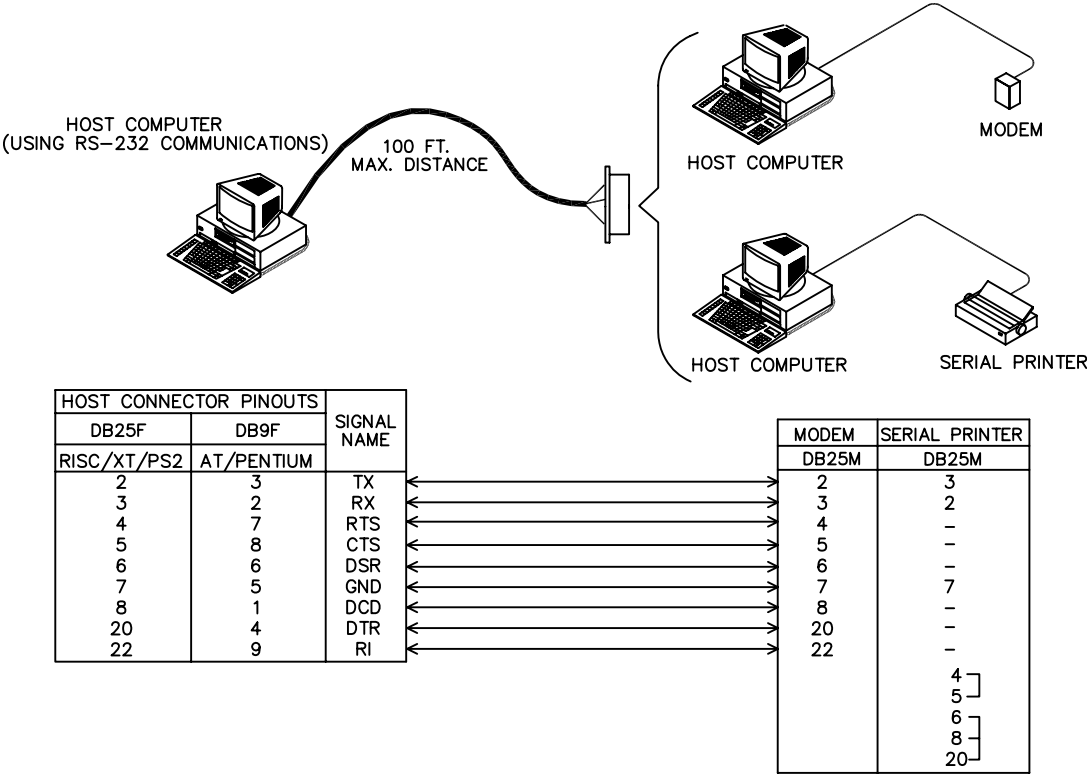 HOST COMPUTER
(USING RS-232 COMMUNICATIONS)
100 FT.
MAX. DISTANCE
HOST COMPUTER
MODEM
HOST COMPUTER
SERIAL PRINTER
HOST CONNECTOR PINOUTS
SIGNAL
NAME
DB25F DB9F
RISC/XT/PS2 AT/PENTIUM
MODEM SERIAL PRINTER
DB25M DB25M
2 3 TX 2 3
3 2 RX 3 2
4 7 RTS 4 -
5 8 CTS 5 -
6 6 DSR 6 -
7 5 GND 7 7
8 1 DCD 8 -
20 4 DTR 20 -
22 9 RI 22 -
4
5
6
8
20